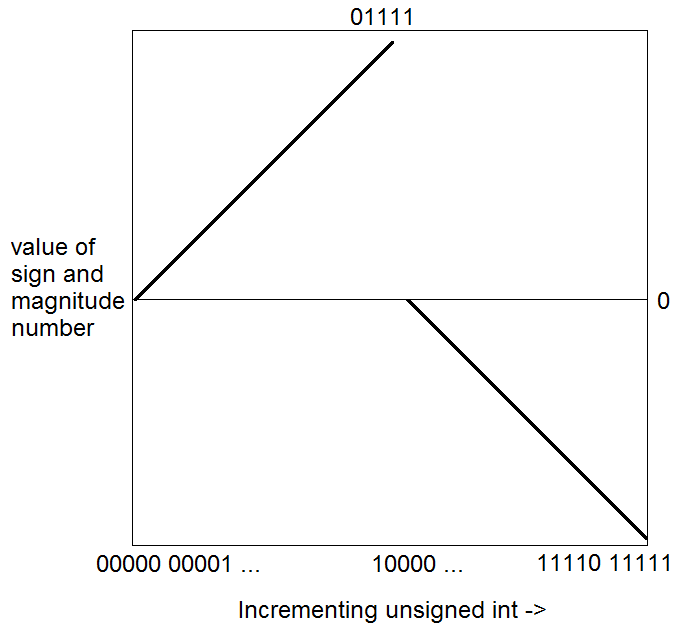 01111
value of
sign and
magnitude
number
0
00000 00001 ... 10000 ... 11110 11111
Incrementing unsigned int ->